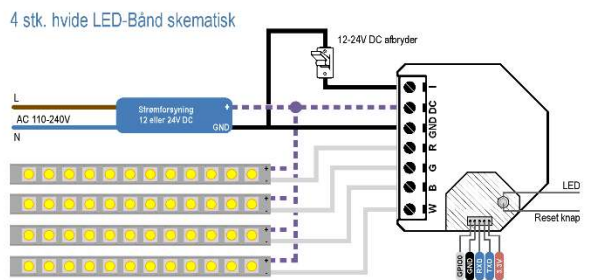 4 stk. hvide LED-Bånd skematisk
12-24V DC afbryder
L
AC 110-240V
N
Strømforsyning
12 eller 24V DC
+
GND
I
DC
GND
R
G
B
W
+
-
+
-
+
-
+
-
LED
Reset knap
GPIO0
GND
RXD
TXD
3.3V